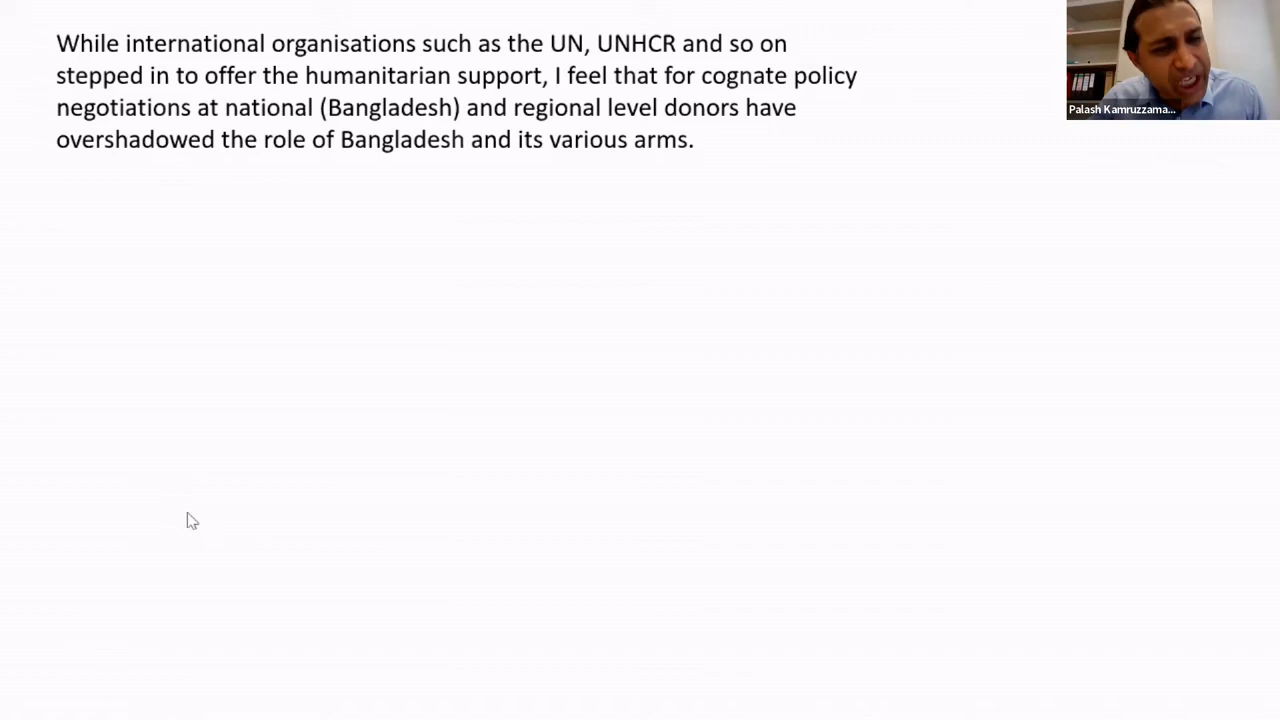 While international organisations such as the UN, UNHCR and so on
stepped in to offer the humanitarian support, I feel that for cognate policy
negotiations at national (Bangladesh) and regional level donors have
overshadowed the role of Bangladesh and its various arms.
Palash Kamruzzama...